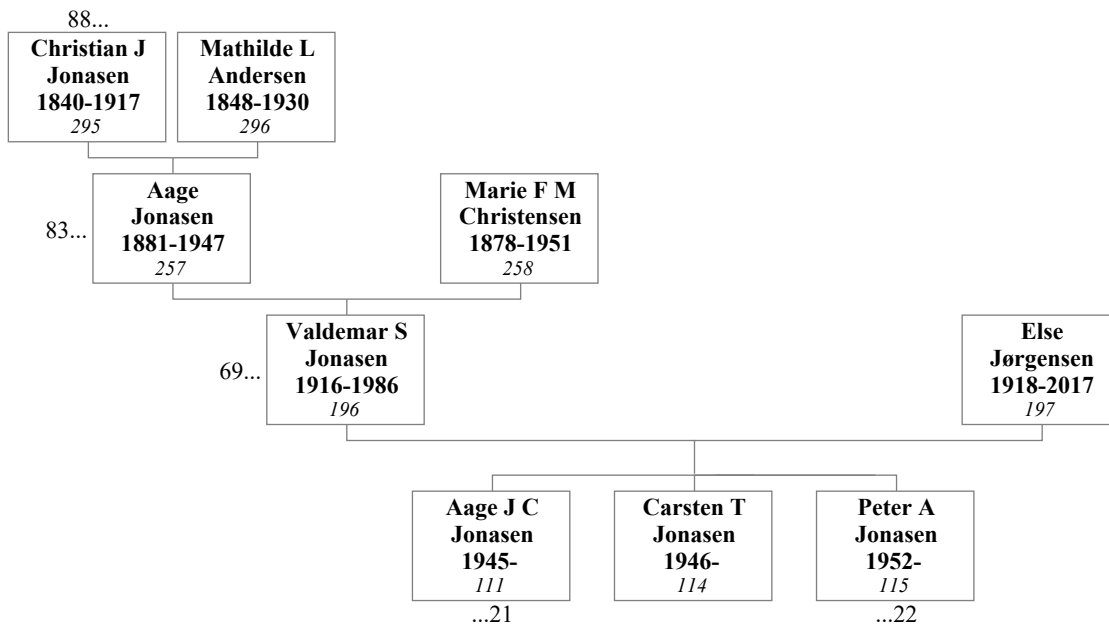 88...
Christian J
Jonasen
1840-1917
295
Mathilde L
Andersen
1848-1930
296
83...
Aage
Jonasen
1881-1947
257
Marie F M
Christensen
1878-1951
258
69...
Valdemar S
Jonasen
1916-1986
196
Else
Jørgensen
1918-2017
197
Aage J C
Jonasen
1945-
111
...21
Carsten T
Jonasen
1946-
114
Peter A
Jonasen
1952-
115
...22